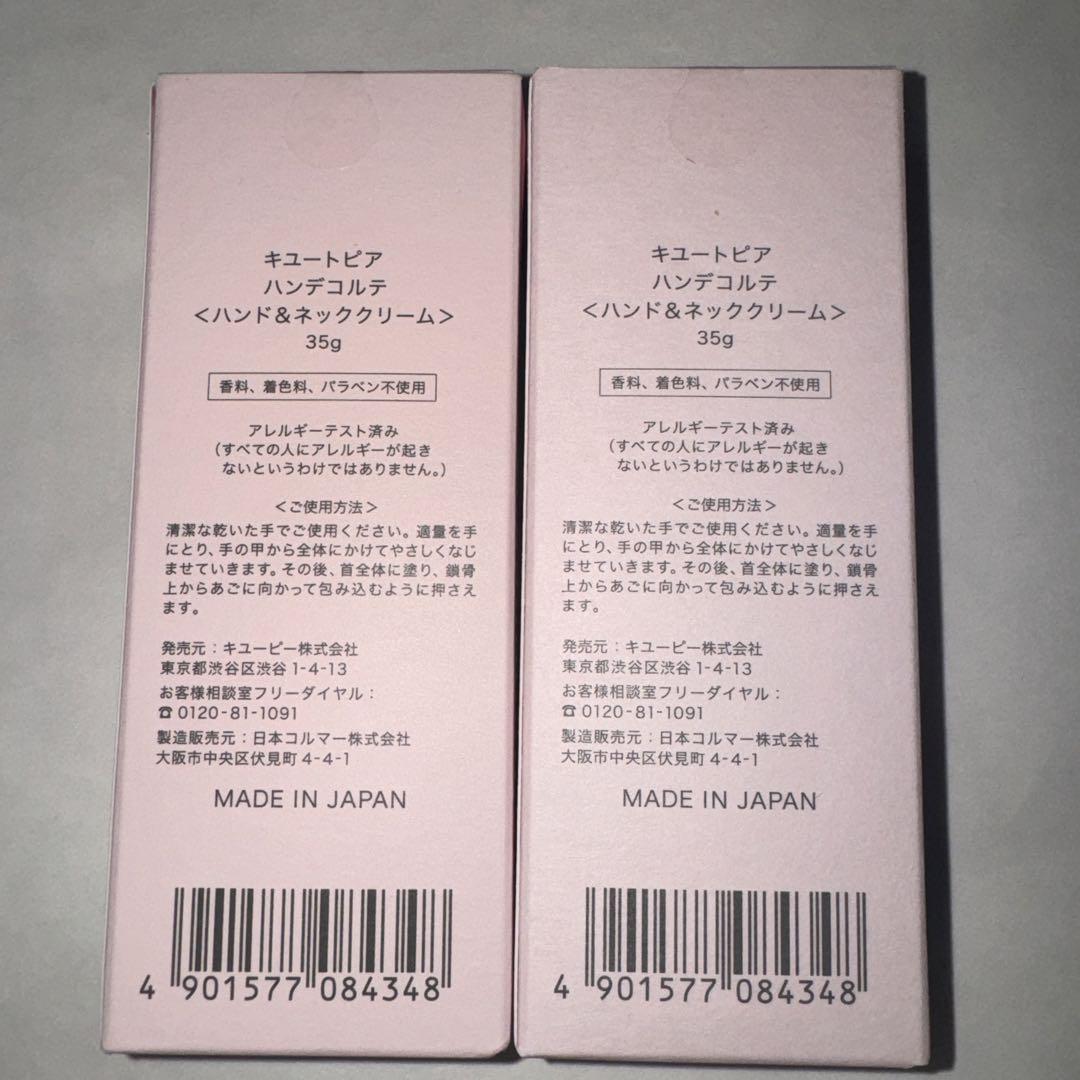 キユートピア
ハンデコルテ
＜ハンド＆ネッククリーム＞
35g
香料、着色料、パラベン不使用
アレルギーテスト済み
（すべての人にアレルギーが起き
ないというわけではありません。）
＜ご使用方法＞
清潔な乾いた手でご使用ください。適量を手
にとり、手の甲から全体にかけてやさしくなじ
ませていきます。その後、首全体に塗り、鎖骨
上からあごに向かって包み込むように押さえ
ます。
発売元：キユーピー株式会社
東京都渋谷区渋谷1-4-13
お客様相談室フリーダイヤル：
☎0120-81-1091
製造販売元：日本コルマー株式会社
大阪市中央区伏見町4-4-1
MADE IN JAPAN
4 901577 084348
キユートピア
ハンデコルテ
＜ハンド＆ネッククリーム＞
35g
香料、着色料、パラベン不使用
アレルギーテスト済み
（すべての人にアレルギーが起き
ないというわけではありません。）
＜ご使用方法＞
清潔な乾いた手でご使用ください。適量を手
にとり、手の甲から全体にかけてやさしくなじ
ませていきます。その後、首全体に塗り、鎖骨
上からあごに向かって包み込むように押さえ
ます。
発売元：キユーピー株式会社
東京都渋谷区渋谷1-4-13
お客様相談室フリーダイヤル：
☎0120-81-1091
製造販売元：日本コルマー株式会社
大阪市中央区伏見町4-4-1
MADE IN JAPAN
4 901577 084348